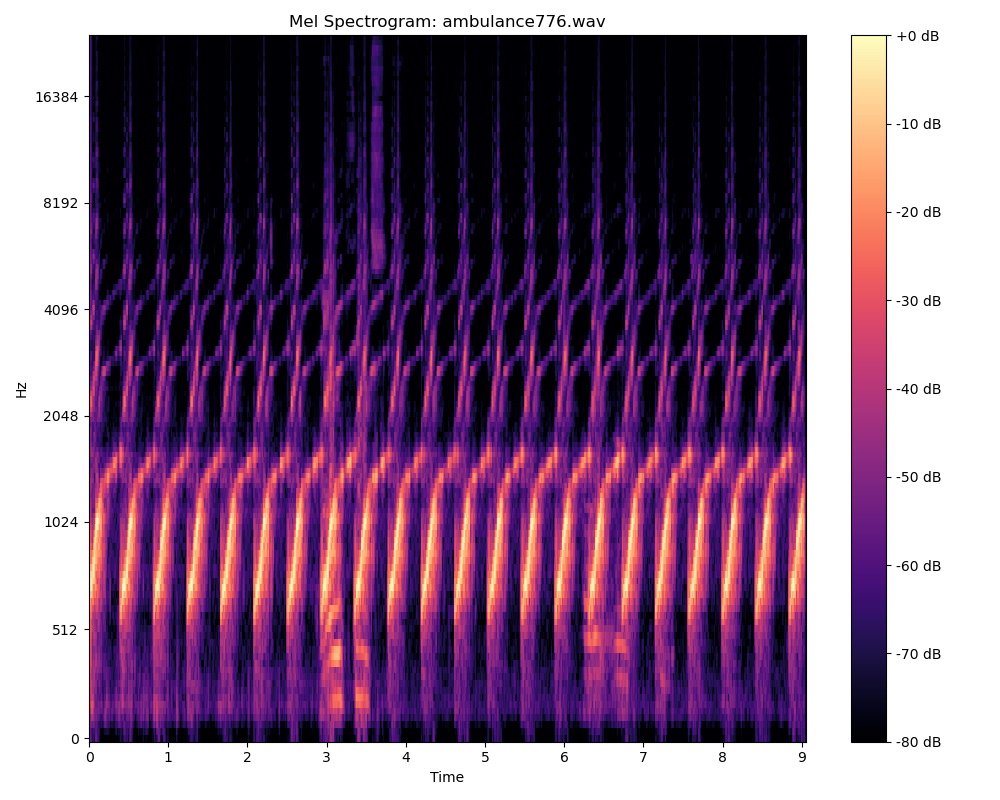 Mel Spectrogram: ambulance776.wav
+0 dB
16384
-10 dB
8192
-20 dB
4096
-30 dB
Hz
-40 dB
2048
-50 dB
1024
-60 dB
512
-70 dB
0
-80 dB
0 1 2 3 4 5 6 7 8 9
Time